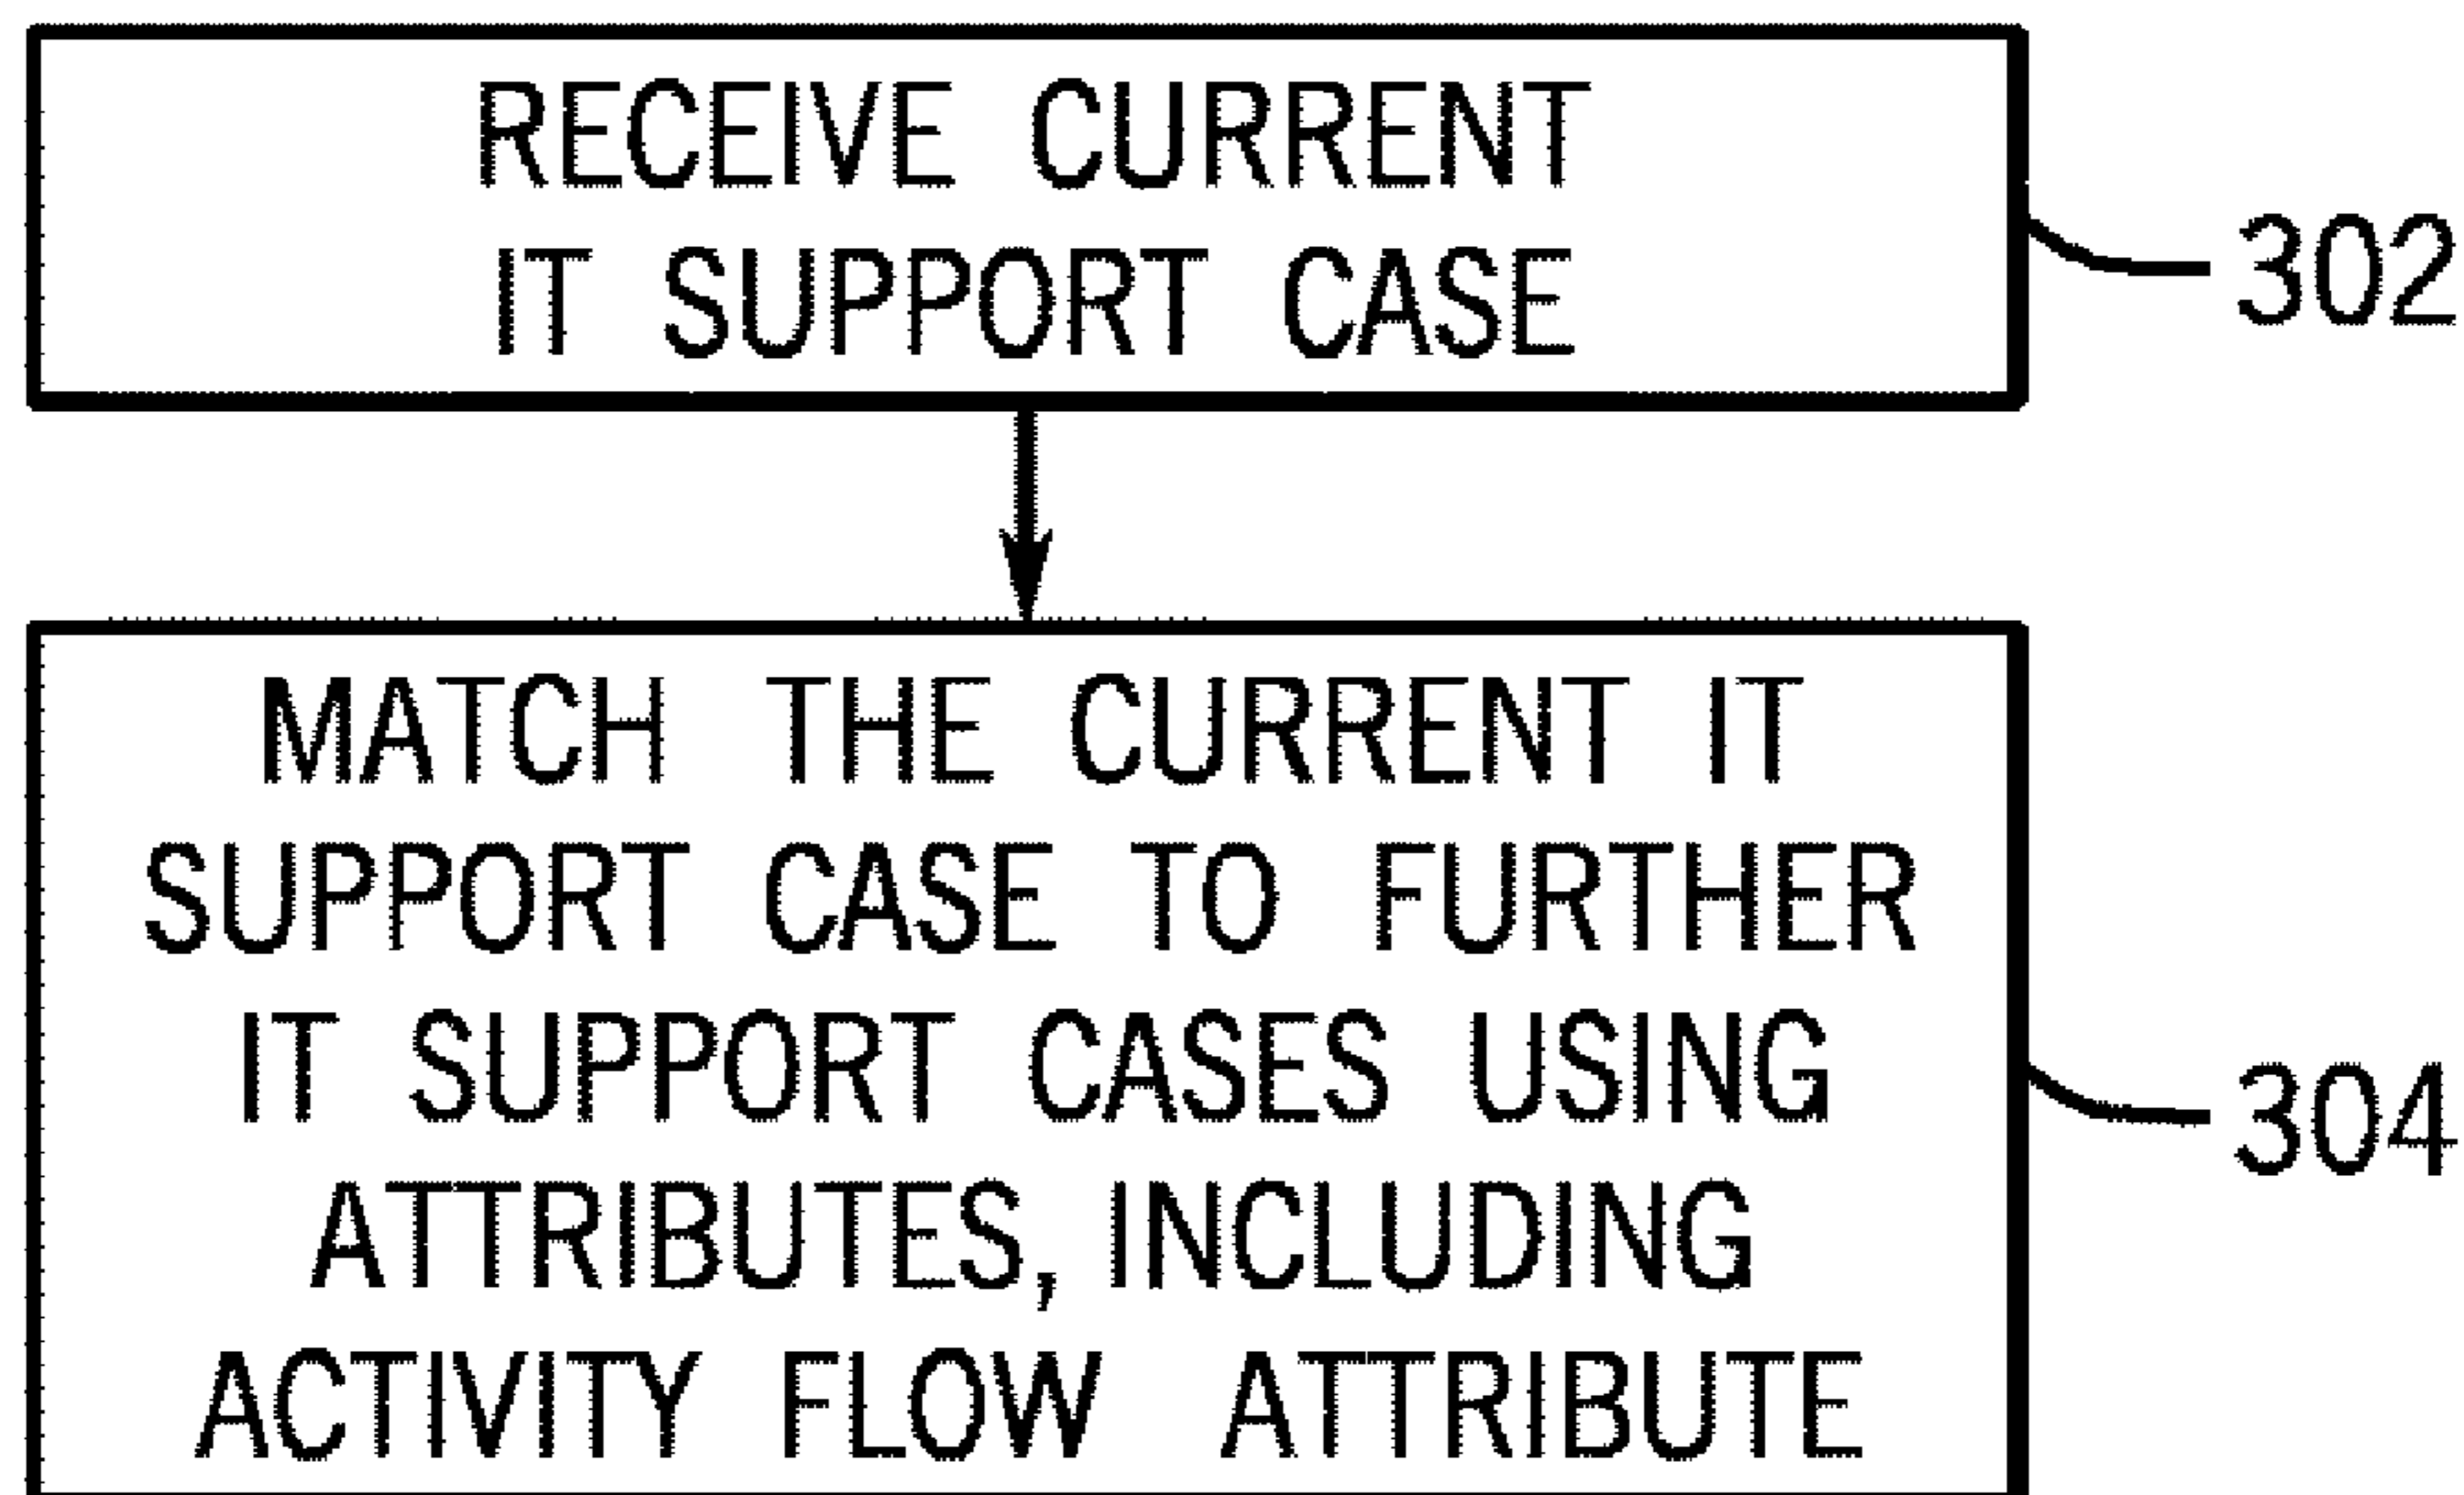 RECEIVE CURRENT
IT SUPPORT CASE
302
MATCH THE CURRENT IT
SUPPORT CASE TO FURTHER
IT SUPPORT CASES USING
ATTRIBUTES, INCLUDING
ACTIVITY FLOW ATTRIBUTE
304